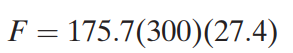 F = 175.7(300)(27.4)